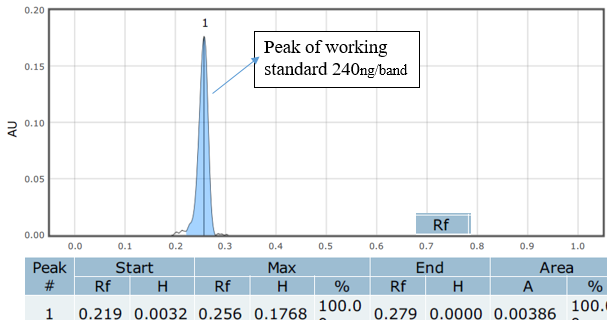 0.20
1
Peak of working
standard 240ng/band
0.15
AU
0.10
0.05
Rf
0.00
0.0 0.1 0.2 0.3 0.4 0.5 0.6 0.7 0.8 0.9 1.0
Peak Start Max End Area
# Rf H Rf H % Rf H A %
1 0.219 0.0032 0.256 0.1768 100.0 0.279 0.0000 0.00386